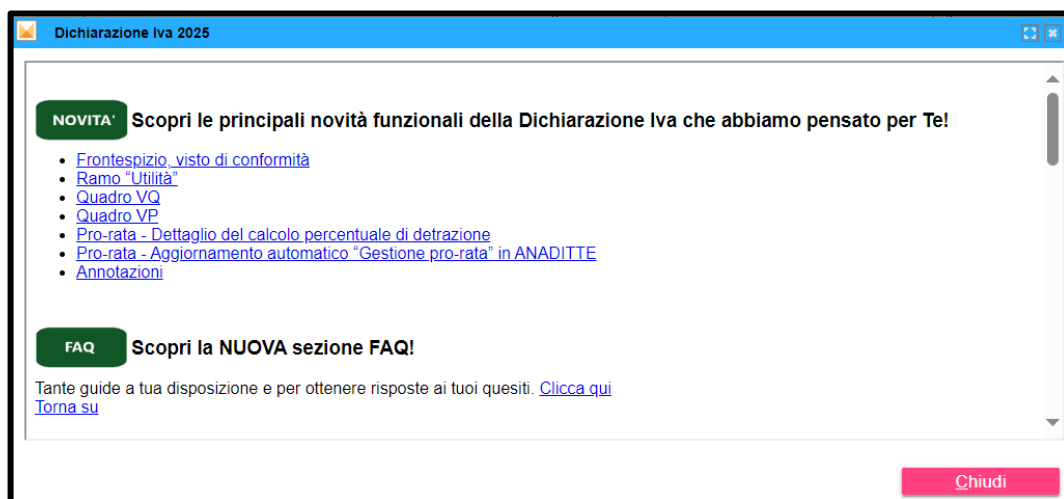 Dichiarazione Iva 2025
NOVITA' Scopri le principali novità funzionali della Dichiarazione Iva che abbiamo pensato per Te!
• Frontespizio, visto di conformità
• Ramo “Utilità”
• Quadro VQ
• Quadro VP
• Pro-rata - Dettaglio del calcolo percentuale di detrazione
• Pro-rata - Aggiornamento automatico “Gestione pro-rata” in ANADITTE
• Annotazioni
FAQ Scopri la NUOVA sezione FAQ!
Tante guide a tua disposizione e per ottenere risposte ai tuoi quesiti. Clicca qui
Torna su
Chiudi